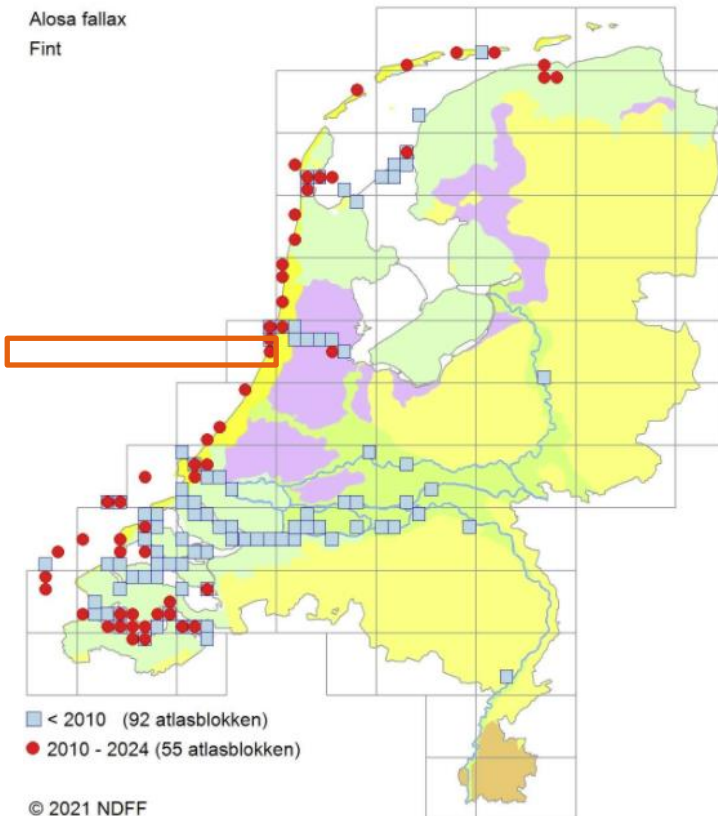 Alosa fallax
Fint
< 2010 (92 atlasblokken)
2010 - 2024 (55 atlasblokken)
© 2021 NDFF